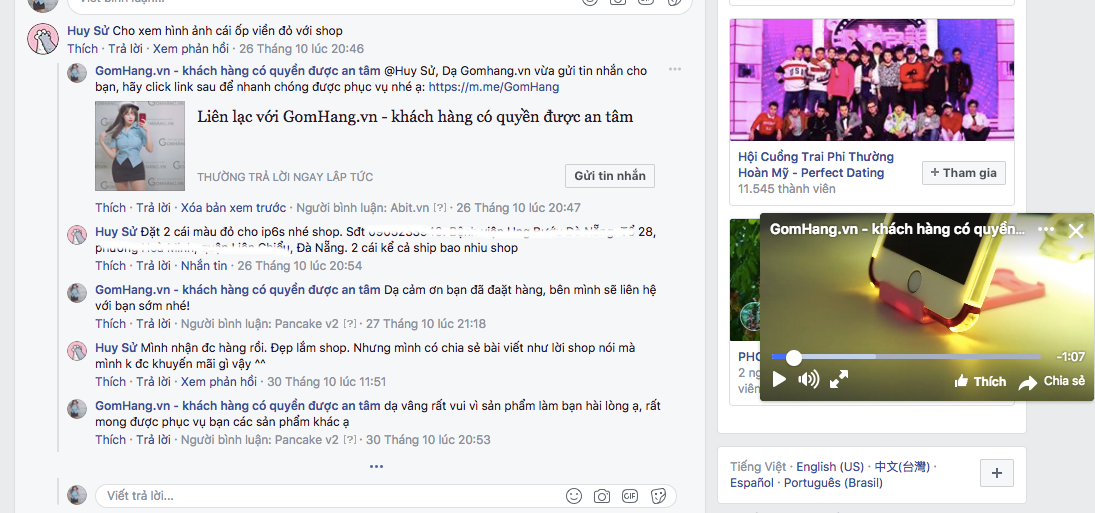 Viết bình luận...
Huy Sử Cho xem hình ảnh cái ốp viền đỏ với shop
Thích · Trả lời · Xem phản hồi · 26 Tháng 10 lúc 20:46
GomHang.vn - khách hàng có quyền được an tâm @Huy Sử, Dạ Gomhang.vn vừa gửi tin nhắn cho
bạn, hãy click link sau để nhanh chóng được phục vụ nhé ạ: https://m.me/GomHang
Liên lạc với GomHang.vn - khách hàng có quyền được an tâm
THƯỜNG TRẢ LỜI NGAY LẬP TỨC
Gửi tin nhắn
Thích · Trả lời · Xóa bản xem trước · Người bình luận: Abit.vn [?] · 26 Tháng 10 lúc 20:47
Huy Sử Đặt 2 cái màu đỏ cho ip6s nhé shop. Sđt
28,
Đà Nẵng. 2 cái kể cả ship bao nhiu shop
Thích · Trả lời · Nhắn tin · 26 Tháng 10 lúc 20:54
GomHang.vn - khách hàng có quyền được an tâm Dạ cảm ơn bạn đã đaặt hàng, bên mình sẽ liên hệ
với bạn sớm nhé!
Thích · Trả lời · Người bình luận: Pancake v2 [?] · 27 Tháng 10 lúc 21:18
Huy Sử Mình nhận đc hàng rồi. Đẹp lắm shop. Nhưng mình có chia sẻ bài viết như lời shop nói mà
mình k đc khuyến mãi gì vậy ^^
Thích · Trả lời · Xem phản hồi · 30 Tháng 10 lúc 11:51
GomHang.vn - khách hàng có quyền được an tâm dạ vâng rất vui vì sản phẩm làm bạn hài lòng ạ, rất
mong được phục vụ bạn các sản phẩm khác ạ
Thích · Trả lời · Người bình luận: Pancake v2 [?] · 30 Tháng 10 lúc 20:53
Viết trả lời...
GIF
Hội Cuồng Trai Phi Thường
Hoàn Mỹ - Perfect Dating
11.545 thành viên
+ Tham gia
GomHang.vn - khách hàng có quyền...
-1:07
Thích
Chia sẻ
PHO
2 ng
viên
Tiếng Việt · English (US) · 中文(台灣) ·
Español · Português (Brasil)